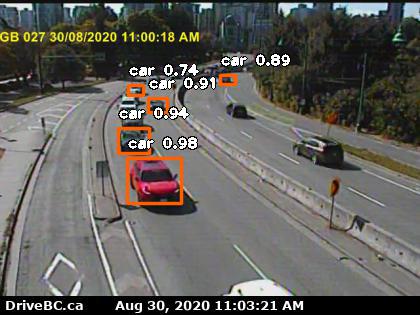 GB 027 30/08/2020 11:00:18 AM
car 0.89
car 0.74
car 0.91
car 0.94
car 0.98
DriveBC.ca Aug 30, 2020 11:03:21 AM